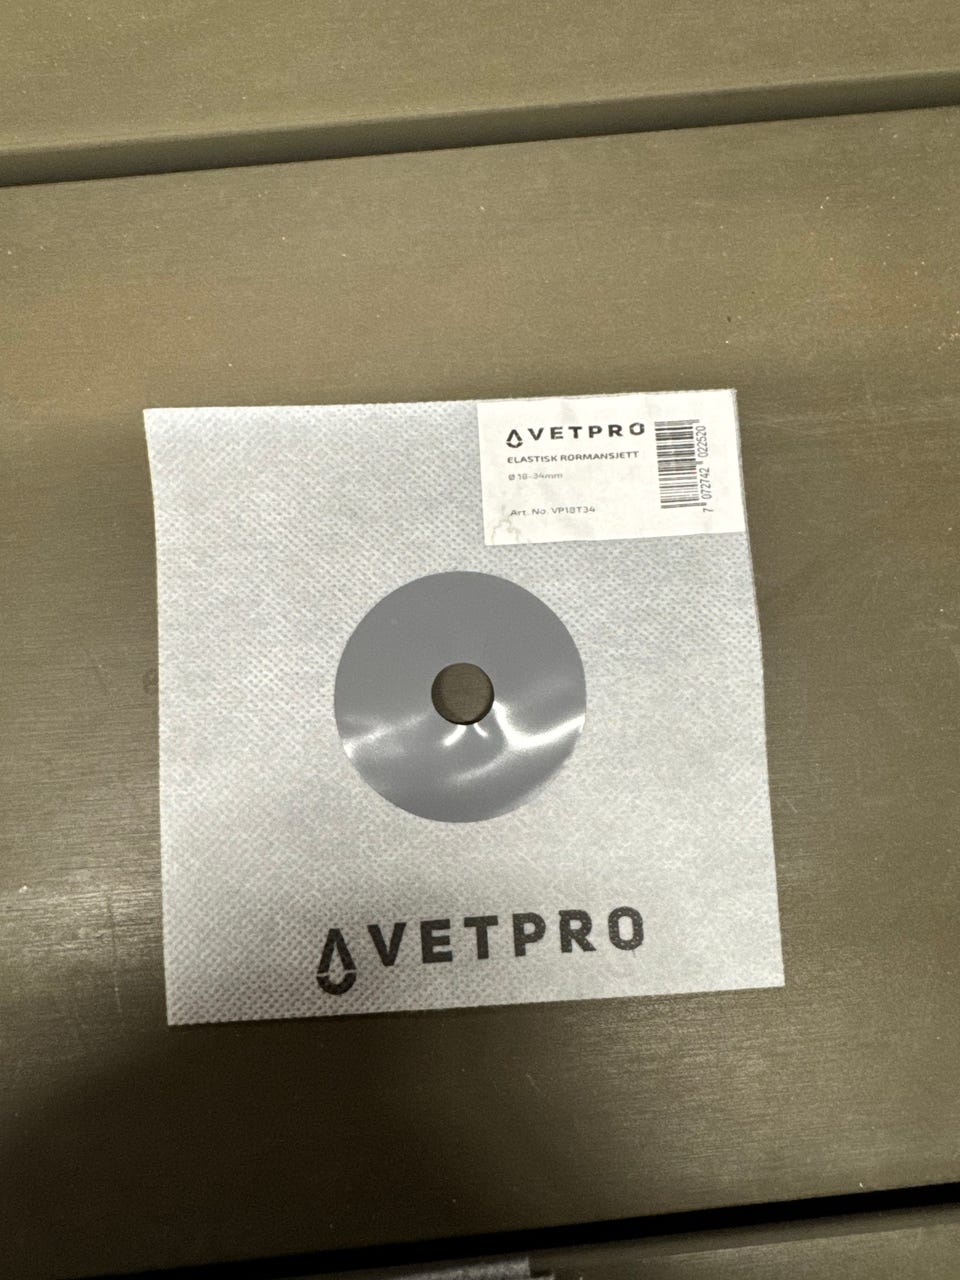 VETPRO
ELASTISK RØRMANSJETT
Ø 18-34mm
Art. No. VP18T34
7 072742 022520
VETPRO